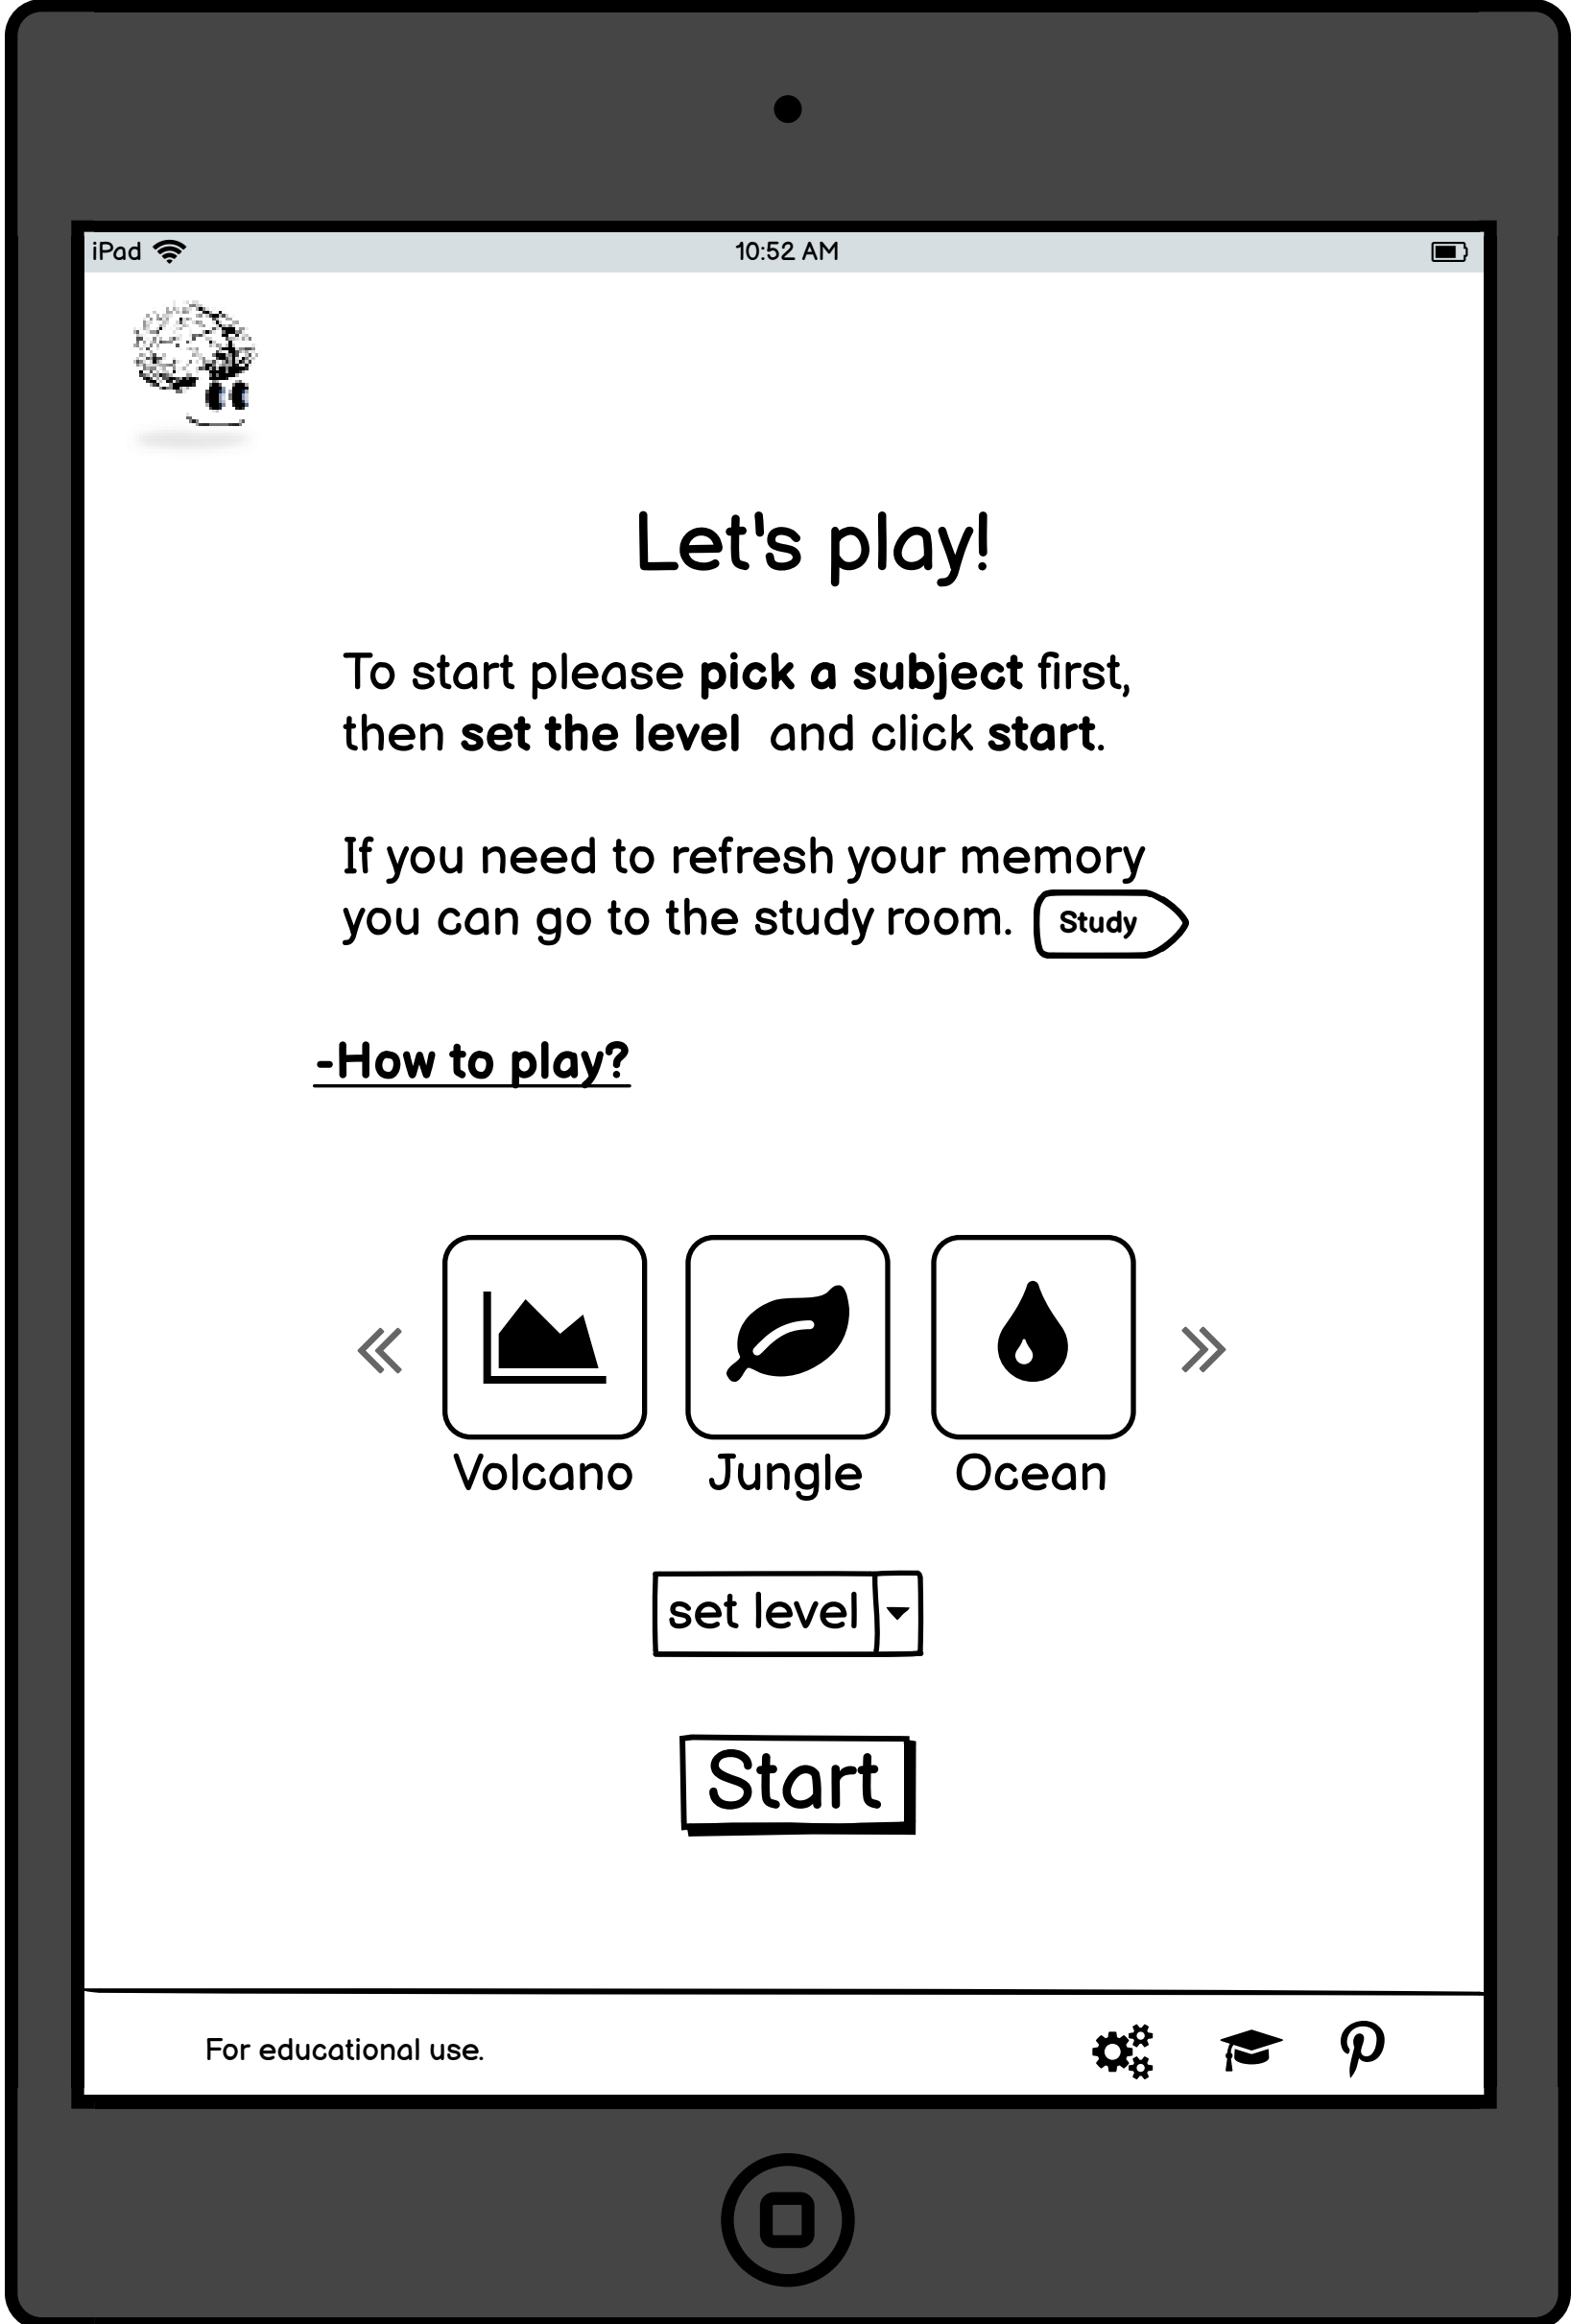 iPad
10:52 AM
Let's play!
To start please pick a subject first,
then set the level and click start.
If you need to refresh your memory
you can go to the study room. Study
-How to play?
Volcano Jungle Ocean
set level
Start
For educational use.